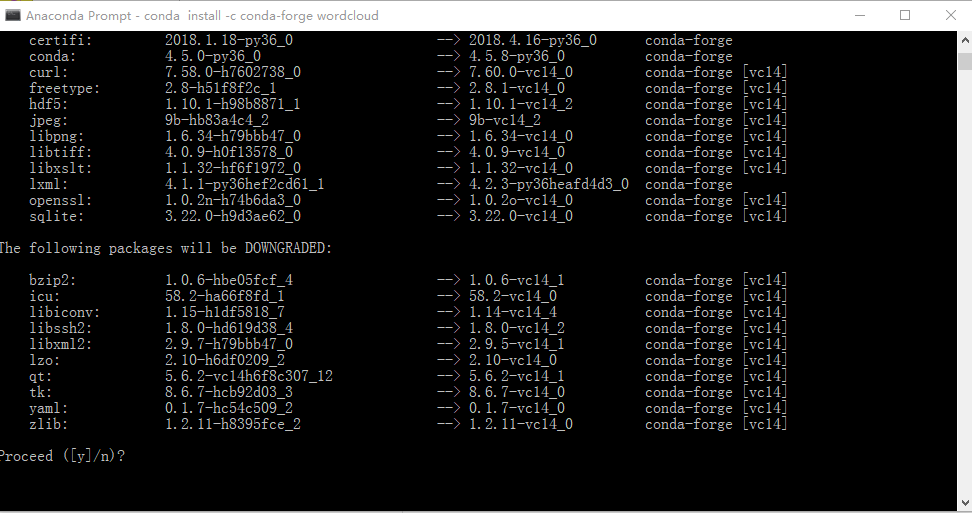 Anaconda Prompt - conda  install -c conda-forge wordcloud
certifi: 2018.1.18-py36_0 --> 2018.4.16-py36_0 conda-forge
conda: 4.5.0-py36_0 --> 4.5.8-py36_0 conda-forge
curl: 7.58.0-h7602738_0 --> 7.60.0-vc14_0 conda-forge [vc14]
freetype: 2.8-h51f8f2c_1 --> 2.8.1-vc14_0 conda-forge [vc14]
hdf5: 1.10.1-h98b8871_1 --> 1.10.1-vc14_2 conda-forge [vc14]
jpeg: 9b-hb83a4c4_2 --> 9b-vc14_2 conda-forge [vc14]
libpng: 1.6.34-h79bbb47_0 --> 1.6.34-vc14_0 conda-forge [vc14]
libtiff: 4.0.9-h0f13578_0 --> 4.0.9-vc14_0 conda-forge [vc14]
libxslt: 1.1.32-hf6f1972_0 --> 1.1.32-vc14_0 conda-forge [vc14]
lxml: 4.1.1-py36hef2cd61_1 --> 4.2.3-py36heafd4d3_0 conda-forge
openssl: 1.0.2n-h74b6da3_0 --> 1.0.2o-vc14_0 conda-forge [vc14]
sqlite: 3.22.0-h9d3ae62_0 --> 3.22.0-vc14_0 conda-forge [vc14]
The following packages will be DOWNGRADED:
bzip2: 1.0.6-hbe05fcf_4 --> 1.0.6-vc14_1 conda-forge [vc14]
icu: 58.2-ha66f8fd_1 --> 58.2-vc14_0 conda-forge [vc14]
libiconv: 1.15-h1df5818_7 --> 1.14-vc14_4 conda-forge [vc14]
libssh2: 1.8.0-hd619d38_4 --> 1.8.0-vc14_2 conda-forge [vc14]
libxml2: 2.9.7-h79bbb47_0 --> 2.9.5-vc14_1 conda-forge [vc14]
lzo: 2.10-h6df0209_2 --> 2.10-vc14_0 conda-forge [vc14]
qt: 5.6.2-vc14h6f8c307_12 --> 5.6.2-vc14_1 conda-forge [vc14]
tk: 8.6.7-hcb92d03_3 --> 8.6.7-vc14_0 conda-forge [vc14]
yaml: 0.1.7-hc54c509_2 --> 0.1.7-vc14_0 conda-forge [vc14]
zlib: 1.2.11-h8395fce_2 --> 1.2.11-vc14_0 conda-forge [vc14]
Proceed ([y]/n)?